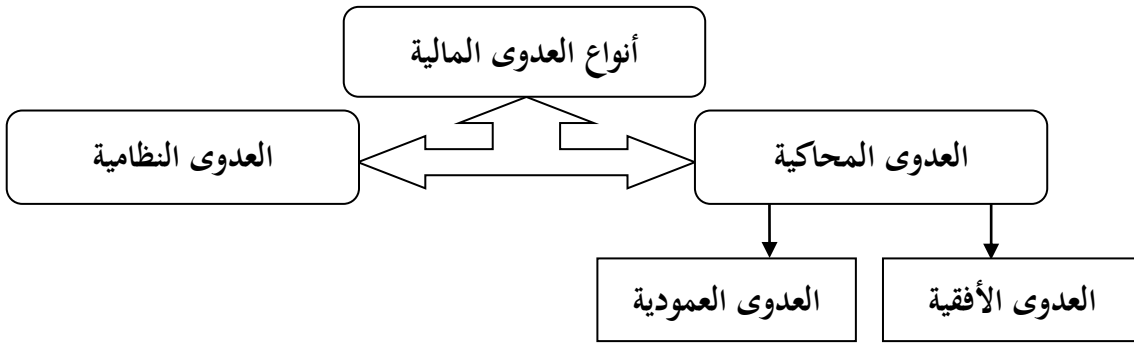 أنواع العدوى المالية
العدوى المحاكية
العدوى النظامية
العدوى الأفقية
العدوى العمودية